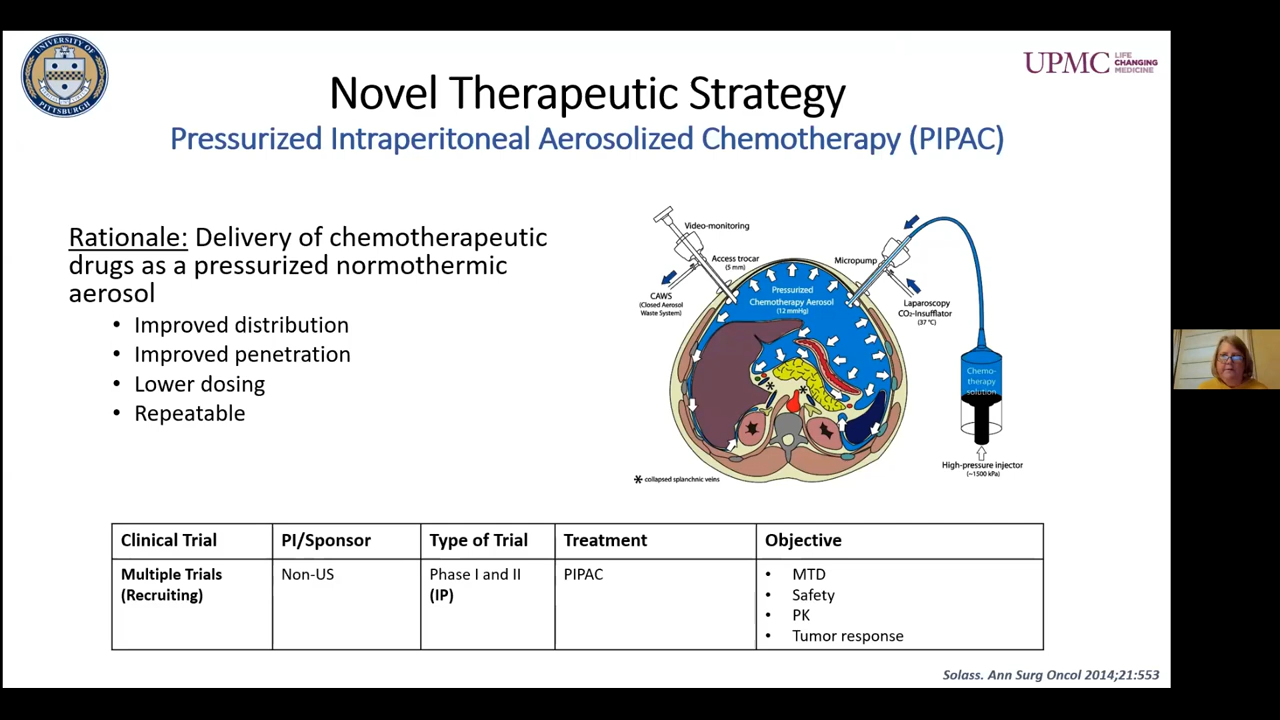 UNIVERSITY OF
PITTSBURGH
UPMC LIFE
CHANGING
MEDICINE
Novel Therapeutic Strategy
Pressurized Intraperitoneal Aerosolized Chemotherapy (PIPAC)
Rationale: Delivery of chemotherapeutic
drugs as a pressurized normothermic
aerosol
• Improved distribution
• Improved penetration
• Lower dosing
• Repeatable
Video-monitoring
Access trocar
(5 mm)
CAWS
(Closed Aerosol
Waste System)
Pressurized
Chemotherapy Aerosol
(12 mmHg)
Micropump
Laparoscopy
CO₂-Insufflator
(37 °C)
Chemo-
therapy
solution
High-pressure injector
(~1500 kPa)
* * 
* collapsed splanchnic veins
Clinical Trial PI/Sponsor Type of Trial Treatment Objective
Multiple Trials Non-US Phase I and II PIPAC • MTD
(Recruiting) (IP) • Safety
• PK
• Tumor response
Solass. Ann Surg Oncol 2014;21:553